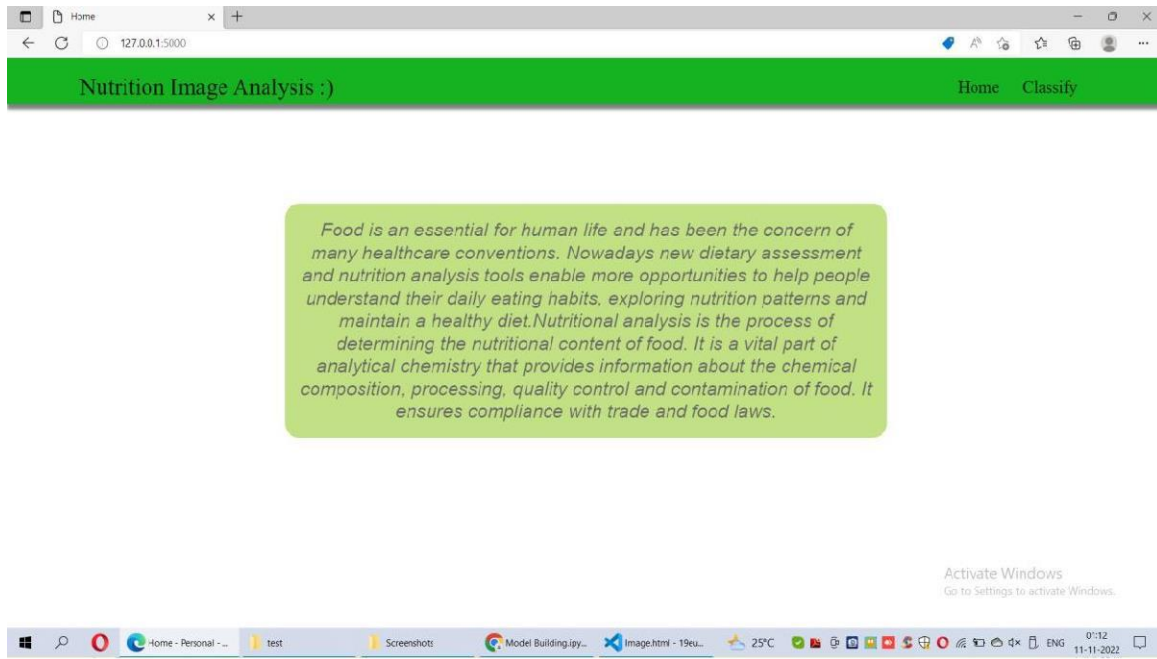 Home
127.0.0.1:5000
Nutrition Image Analysis :)
Home Classify
Food is an essential for human life and has been the concern of
many healthcare conventions. Nowadays new dietary assessment
and nutrition analysis tools enable more opportunities to help people
understand their daily eating habits, exploring nutrition patterns and
maintain a healthy diet.Nutritional analysis is the process of
determining the nutritional content of food. It is a vital part of
analytical chemistry that provides information about the chemical
composition, processing, quality control and contamination of food. It
ensures compliance with trade and food laws.
Activate Windows
Go to Settings to activate Windows.
Home - Personal -... test Screenshots Model Building.ipy... Image.html - 19eu... 25°C ENG
11-11-2022